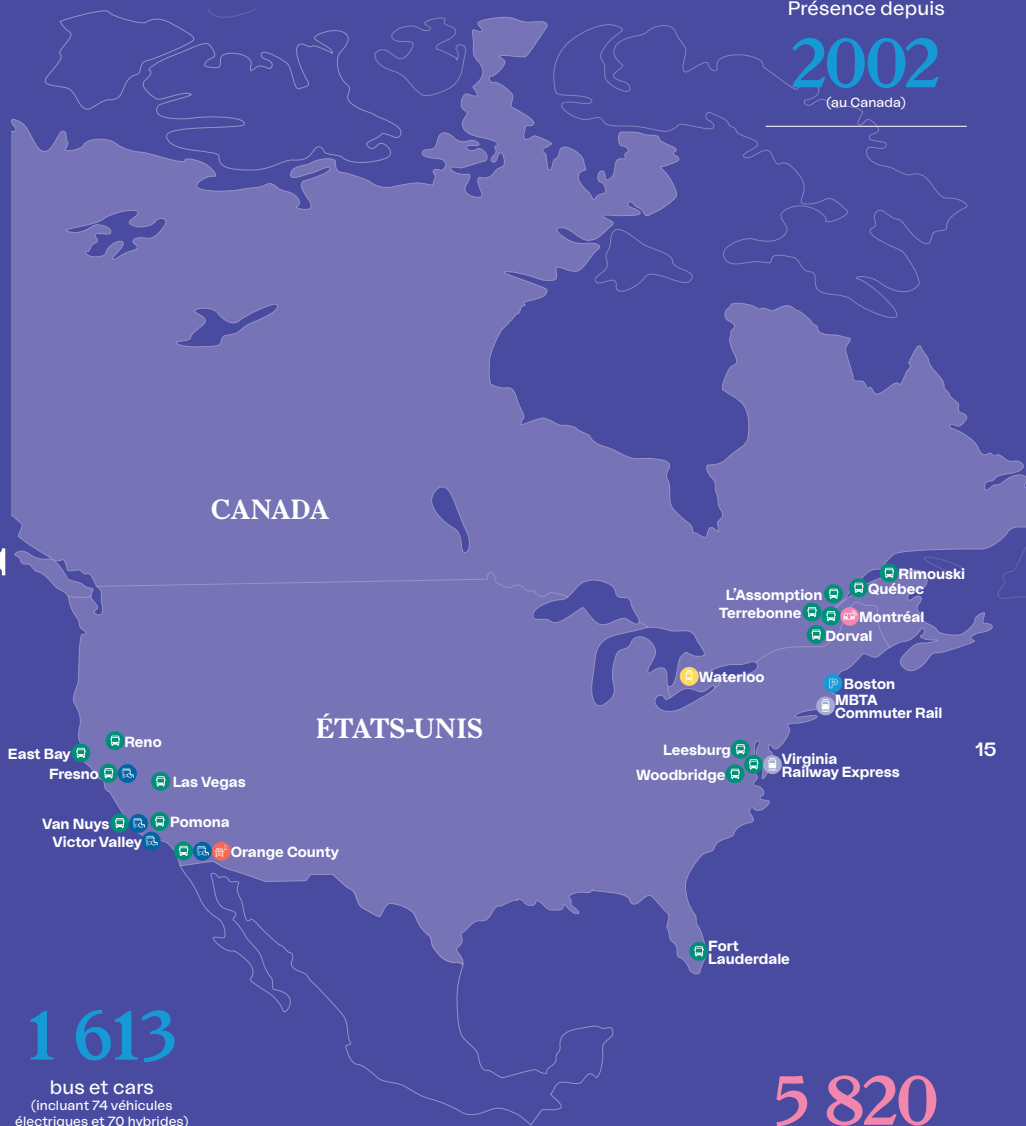 Présence depuis
2002
(au Canada)
CANADA
Rimouski
Québec
L'Assomption
Terrebonne
Montréal
Dorval
Waterloo
Boston
MBTA
Commuter Rail
ÉTATS-UNIS
15
Reno
East Bay
Fresno
Las Vegas
Leesburg
Virginia
Railway Express
Woodbridge
Van Nuys
Pomona
Victor Valley
Orange County
Fort
Lauderdale
1 613
bus et cars
(incluant 74 véhicules
électriques et 70 hybrides)
5 820